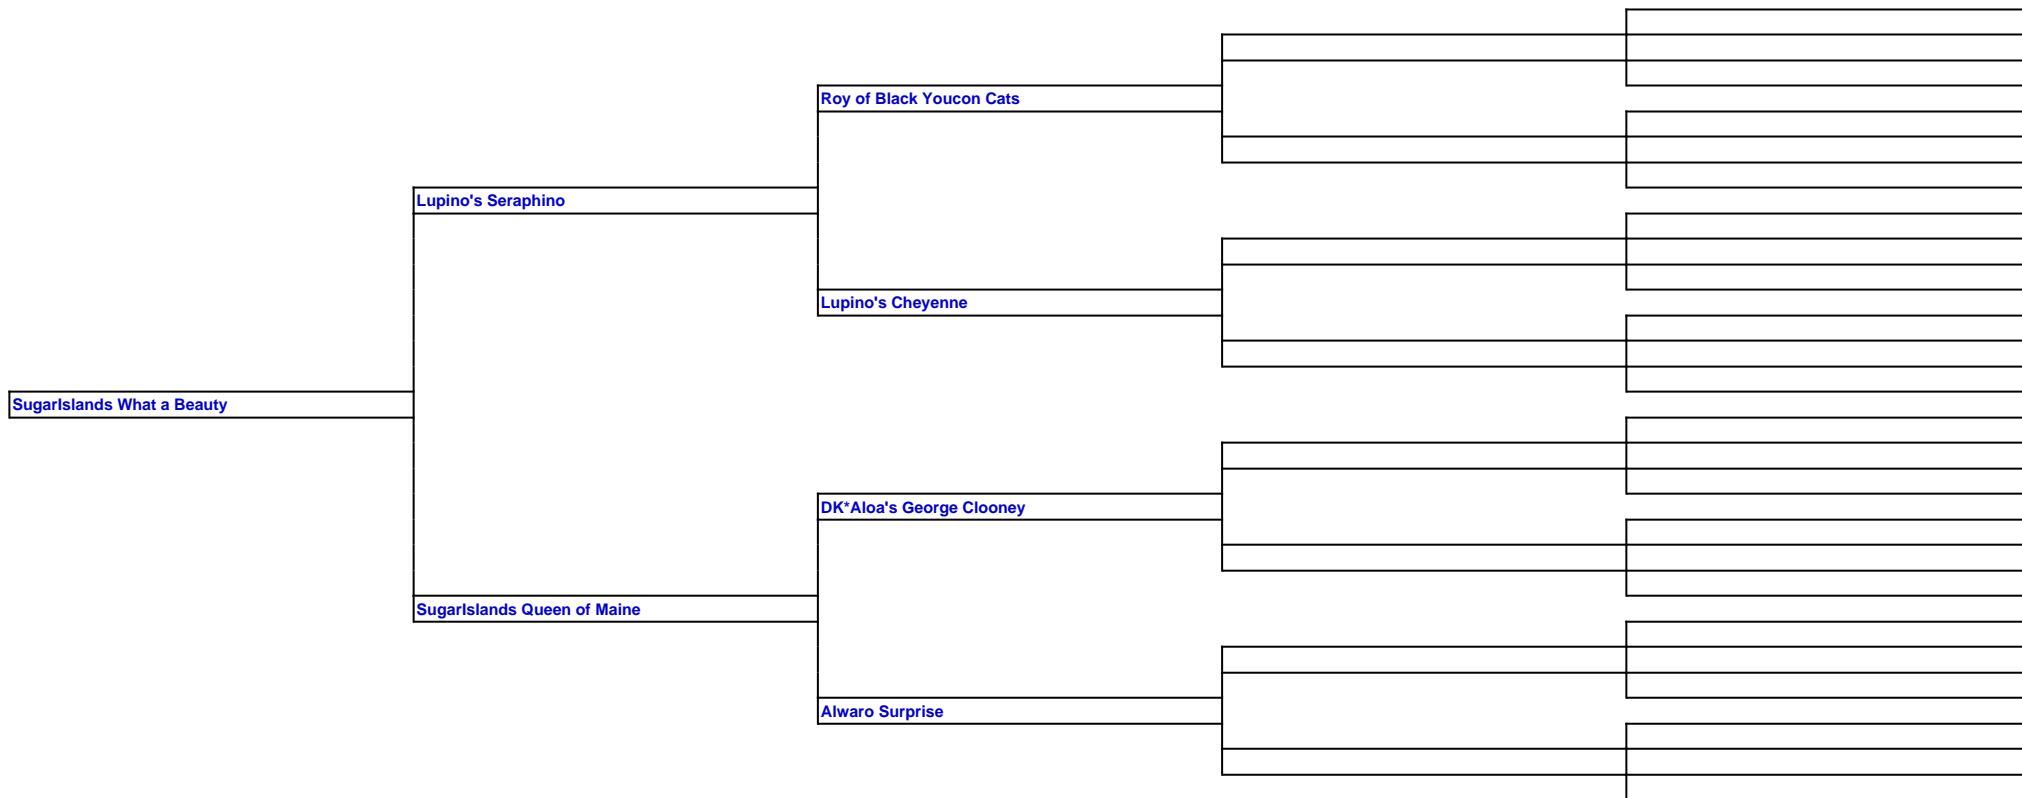 Roy of Black Youcon Cats
Lupino's Seraphino
Lupino's Cheyenne
SugarIslands What a Beauty
DK*Aloa's George Clooney
SugarIslands Queen of Maine
Alwaro Surprise